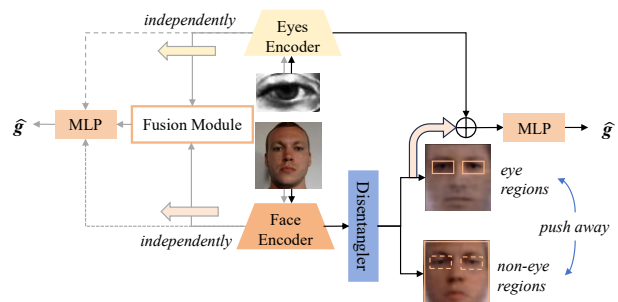 independently
Eyes
Encoder
ĝ
MLP
Fusion Module
MLP
ĝ
Disentangler
eye
regions
push away
independently
Face
Encoder
non-eye
regions